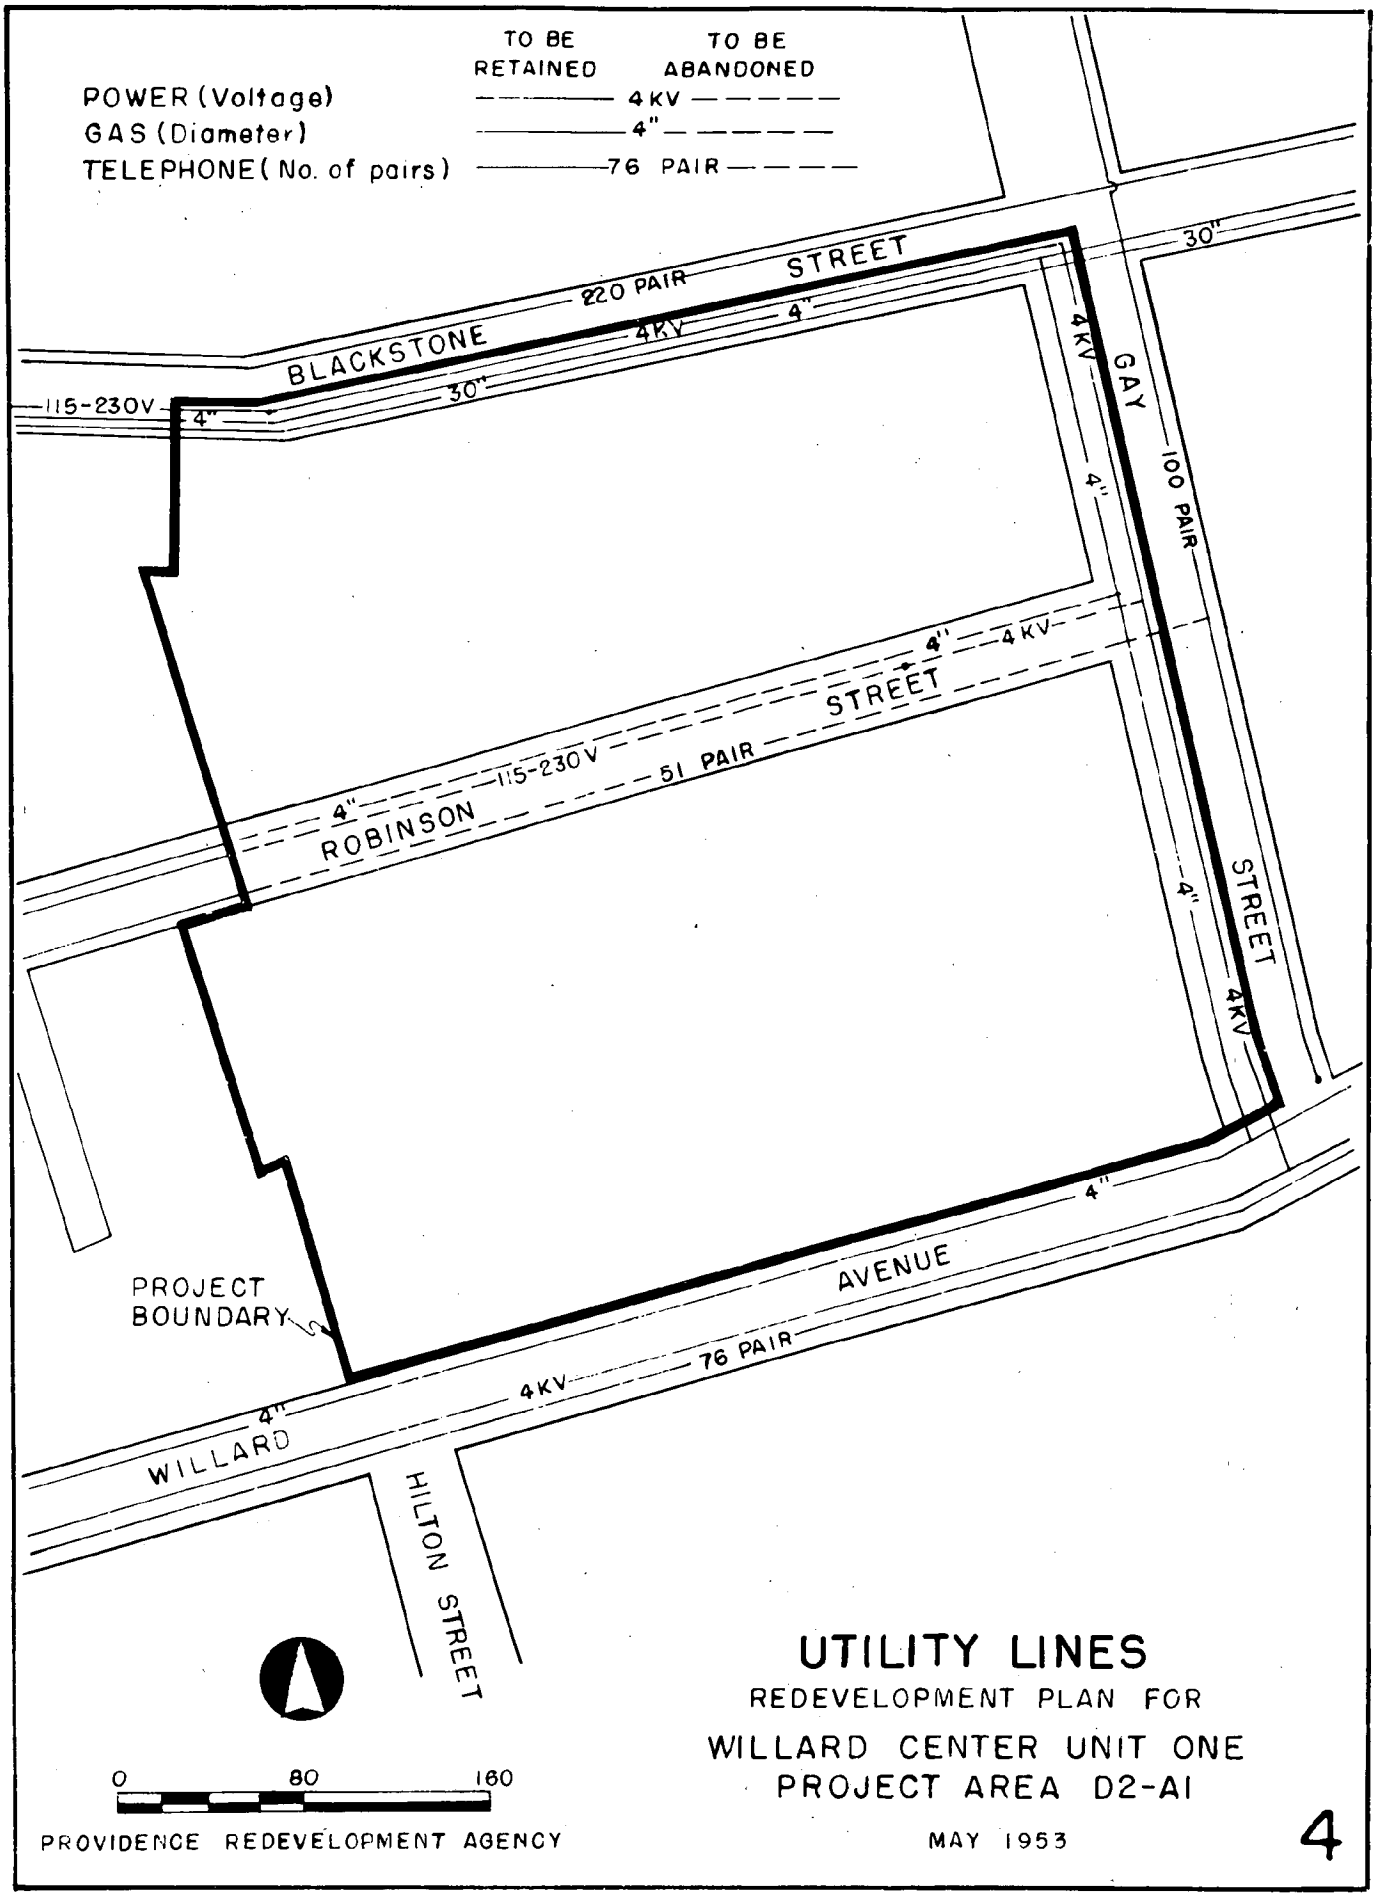 TO BE TO BE
RETAINED ABANDONED
POWER (Voltage) 4KV
GAS (Diameter) 4"
TELEPHONE (No. of pairs) 76 PAIR
30"
220 PAIR
BLACKSTONE STREET
4KV
4"
30"
115-230V
4"
4KV
GAY STREET
4"
100 PAIR
4"
4KV
115-230V
4"
ROBINSON STREET
51 PAIR
4"
4KV
4"
PROJECT
BOUNDARY
WILLARD AVENUE
4"
4KV
76 PAIR
HILTON STREET
UTILITY LINES
REDEVELOPMENT PLAN FOR
WILLARD CENTER UNIT ONE
PROJECT AREA D2-A1
MAY 1953
0 80 160
PROVIDENCE REDEVELOPMENT AGENCY
4